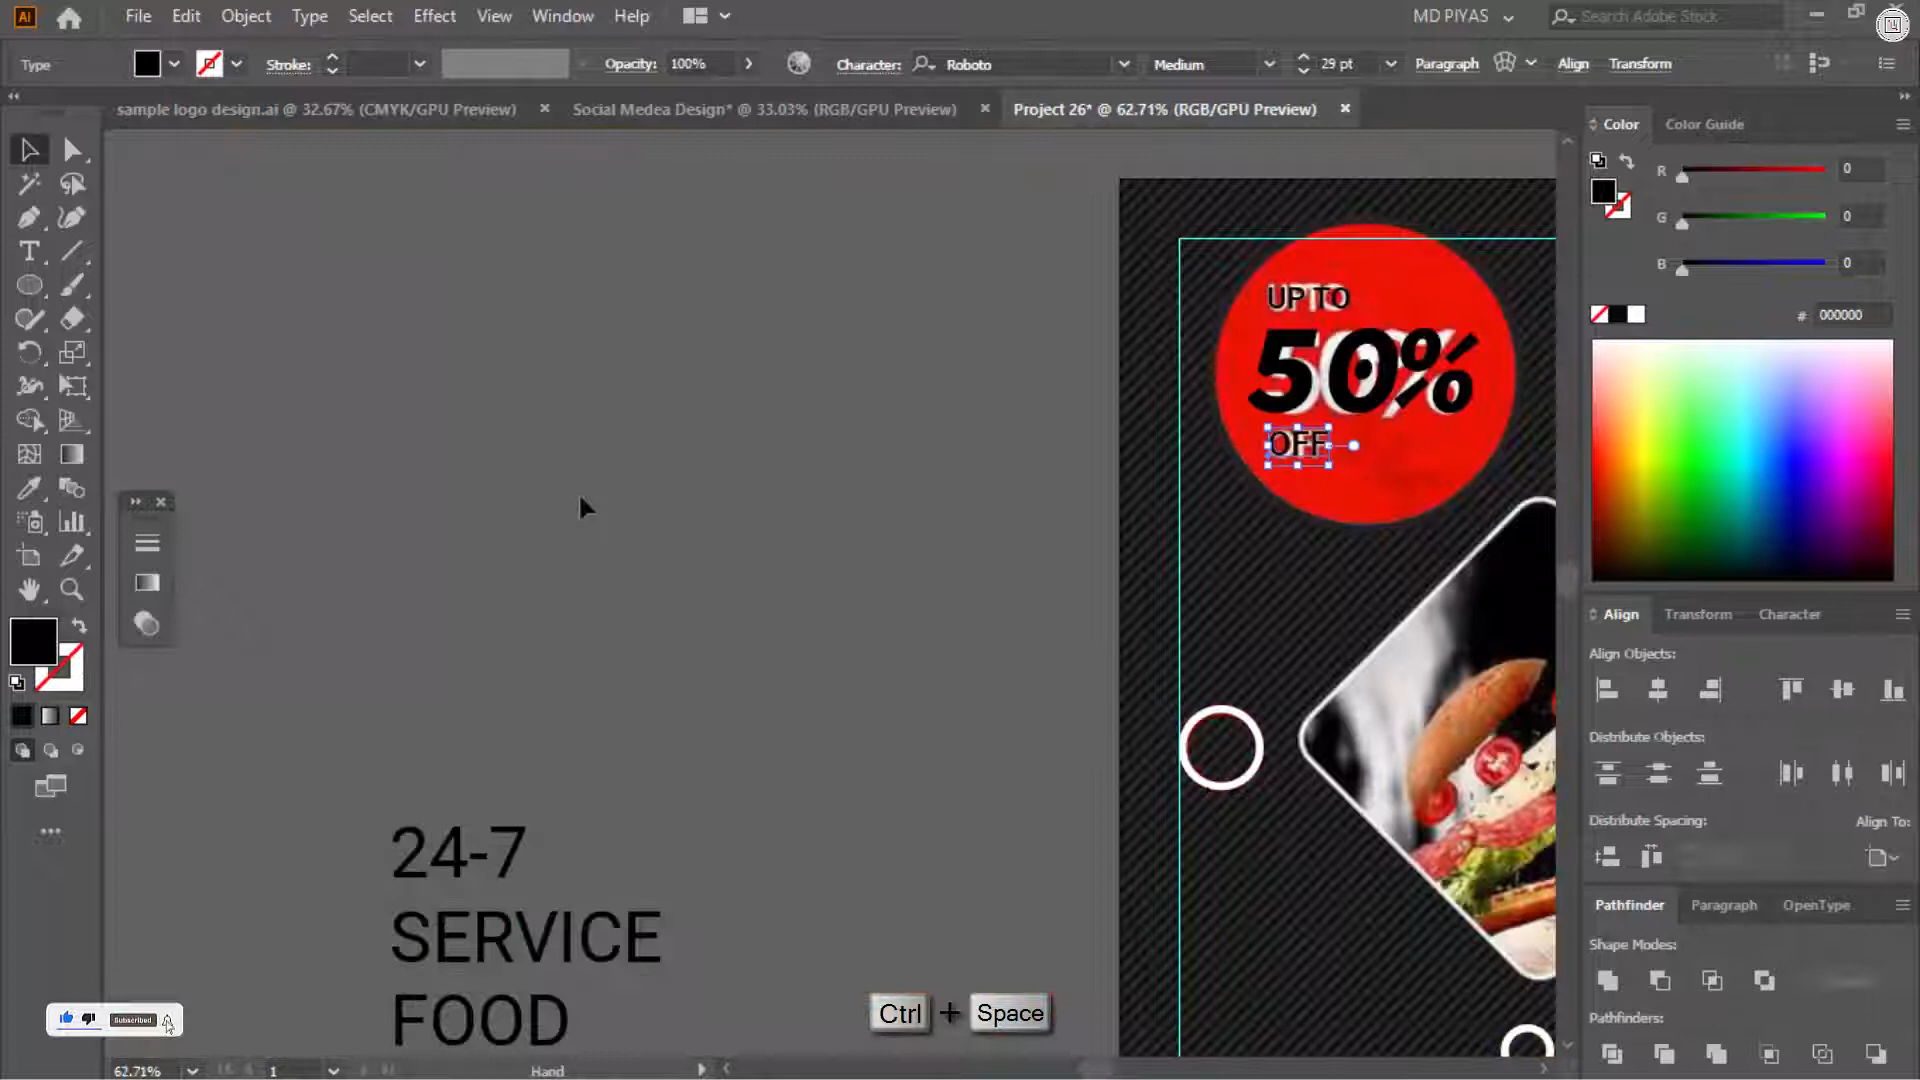 Ai File Edit Object Type Select Effect View Window Help MD PIYAS Search Adobe Stock
Type Stroke: Opacity: 100% Character: Roboto Medium 29 pt Paragraph Align Transform
sample logo design.ai @ 32.67% (CMYK/GPU Preview) Social Medea Design* @ 33.03% (RGB/GPU Preview) Project 26* @ 62.71% (RGB/GPU Preview)
Color Color Guide
R 0
G 0
B 0
# 000000
UP TO
50%
OFF
Align Transform Character
Align Objects:
Distribute Objects:
Distribute Spacing: Align To:
24-7
SERVICE
FOOD
Pathfinder Paragraph OpenType
Shape Modes:
Pathfinders:
Subscribed
Ctrl + Space
62.71% 1 Hand